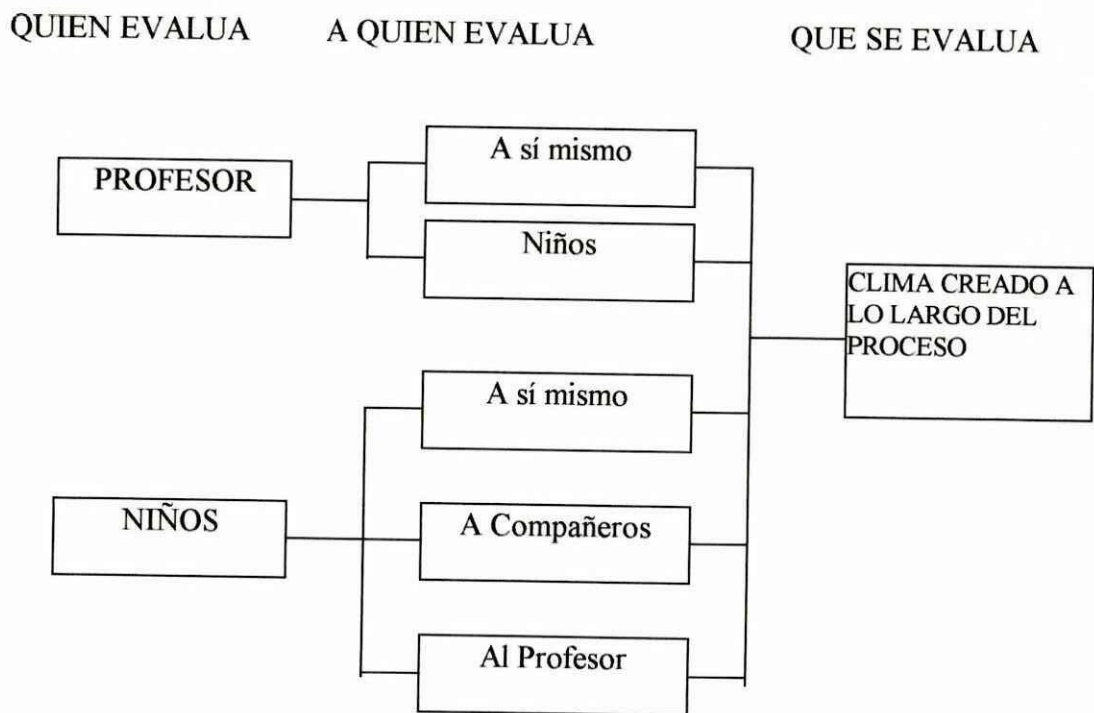 QUIEN EVALUA
A QUIEN EVALUA
QUE SE EVALUA
PROFESOR
A sí mismo
Niños
CLIMA CREADO A
LO LARGO DEL
PROCESO
NIÑOS
A sí mismo
A Compañeros
Al Profesor